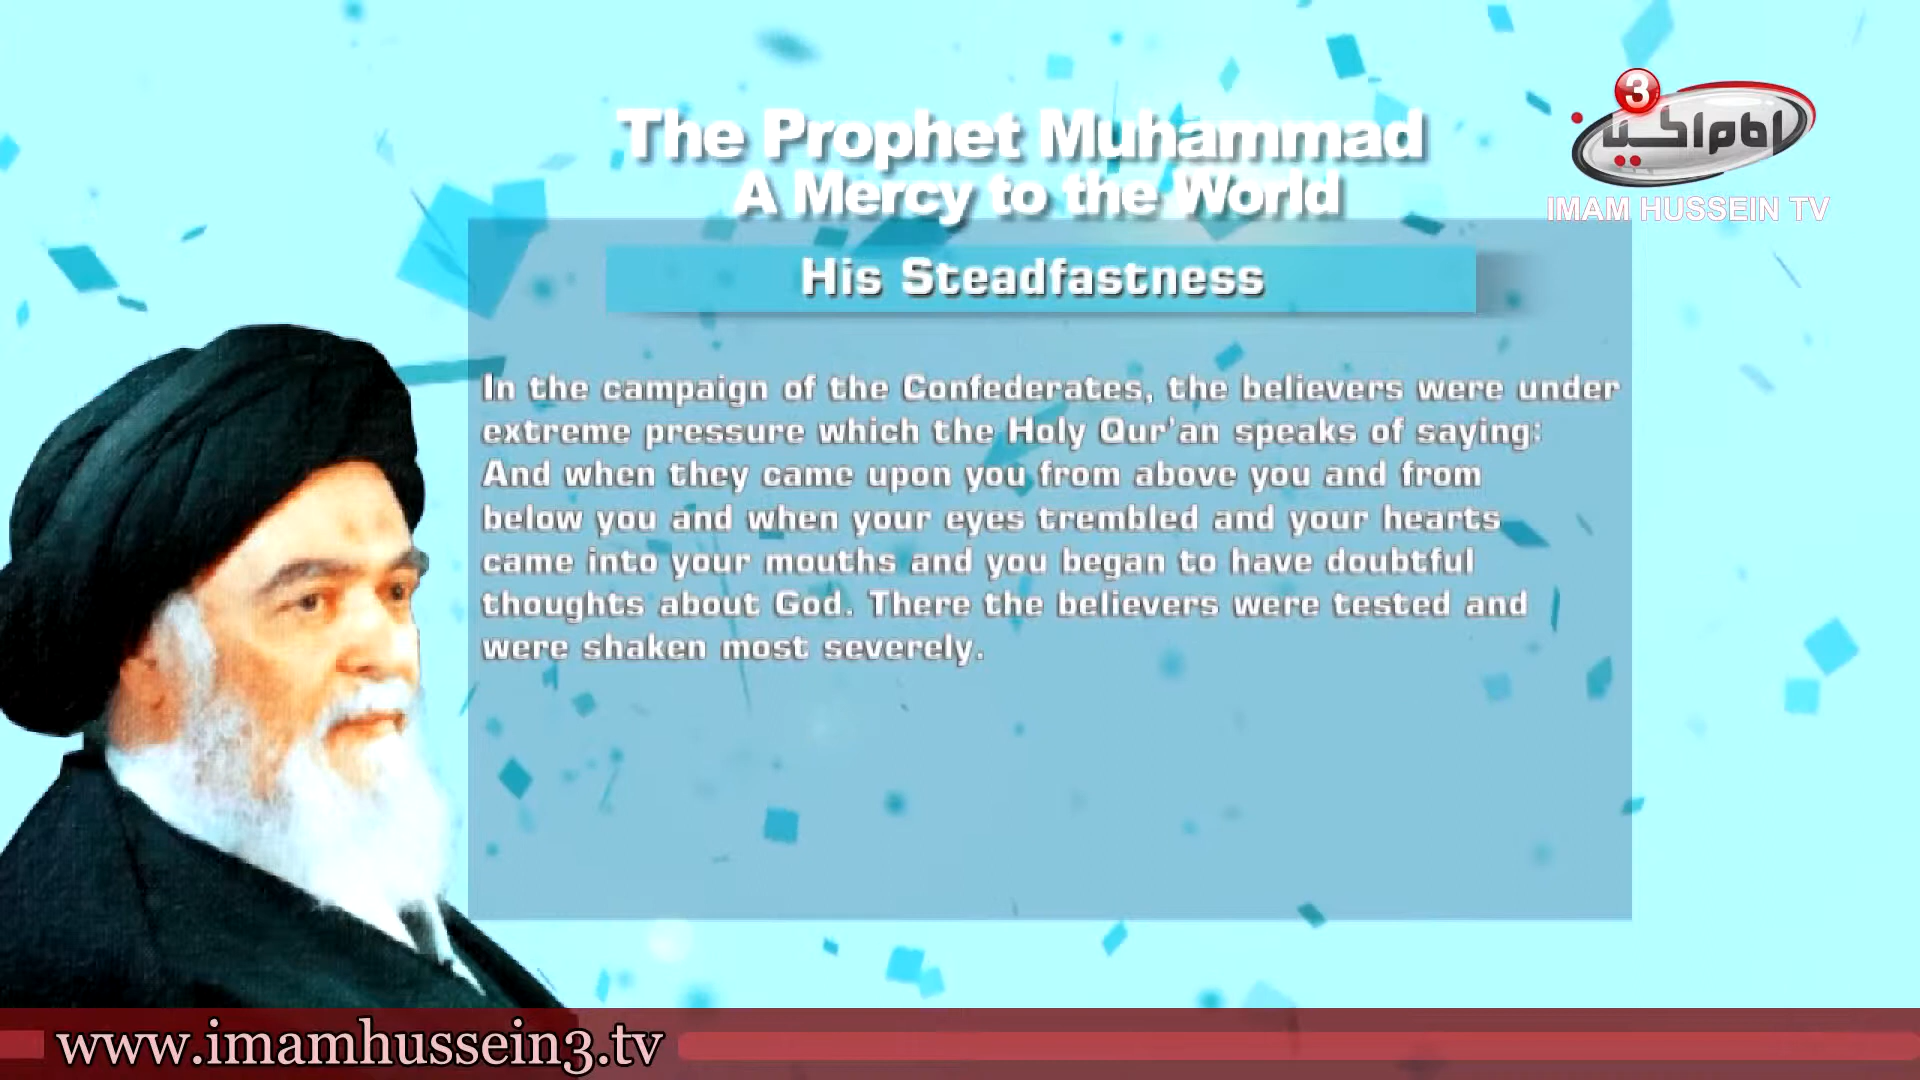 The Prophet Muhammad
A Mercy to the World
3
امام حسین
IMAM HUSSEIN TV
His Steadfastness
In the campaign of the Confederates, the believers were under
extreme pressure which the Holy Qur'an speaks of saying:
And when they came upon you from above you and from
below you and when your eyes trembled and your hearts
came into your mouths and you began to have doubtful
thoughts about God. There the believers were tested and
were shaken most severely.
www.imamhussein3.tv